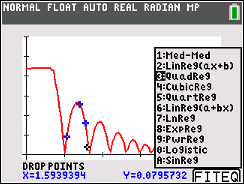 NORMAL FLOAT AUTO REAL RADIAN MP
1:Med-Med
2:LinReg(ax+b)
3:QuadReg
4:CubicReg
5:QuartReg
6:LinReg(a+bx)
7:LnReg
8:ExpReg
9:PwrReg
0:Logistic
A:SinReg
DROP POINTS
X=1.5939394 Y=0.0795732
FITEQ